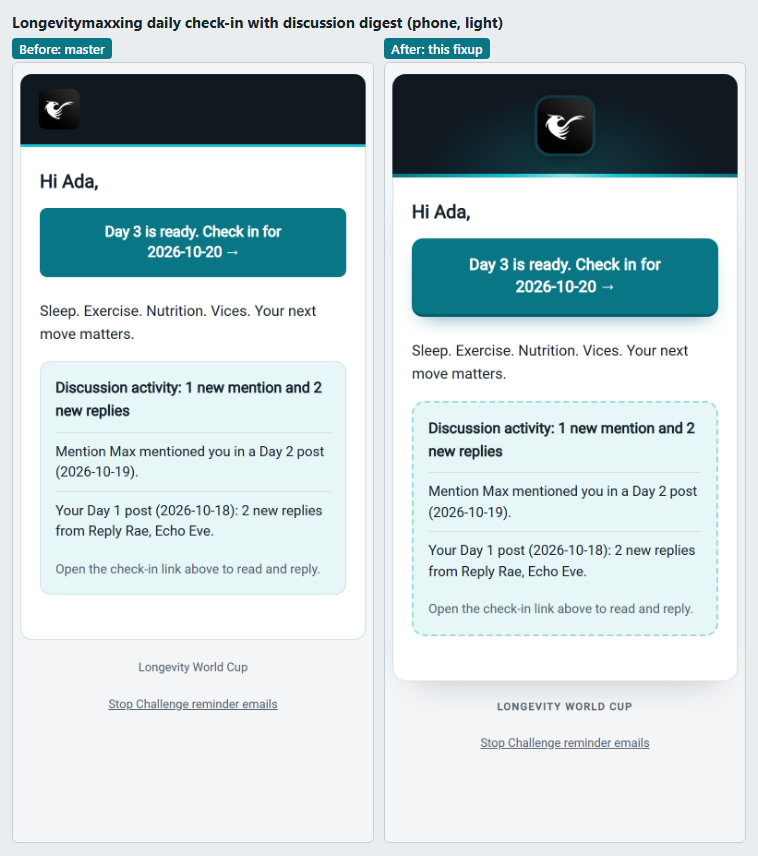 Longevitymaxxing daily check-in with discussion digest (phone, light)
Before: master
Hi Ada,
Day 3 is ready. Check in for
2026-10-20 →
Sleep. Exercise. Nutrition. Vices. Your next
move matters.
Discussion activity: 1 new mention and 2
new replies
Mention Max mentioned you in a Day 2 post
(2026-10-19).
Your Day 1 post (2026-10-18): 2 new replies
from Reply Rae, Echo Eve.
Open the check-in link above to read and reply.
Longevity World Cup
Stop Challenge reminder emails
After: this fixup
Hi Ada,
Day 3 is ready. Check in for
2026-10-20 →
Sleep. Exercise. Nutrition. Vices. Your next
move matters.
Discussion activity: 1 new mention and 2
new replies
Mention Max mentioned you in a Day 2 post
(2026-10-19).
Your Day 1 post (2026-10-18): 2 new replies
from Reply Rae, Echo Eve.
Open the check-in link above to read and reply.
LONGEVITY WORLD CUP
Stop Challenge reminder emails